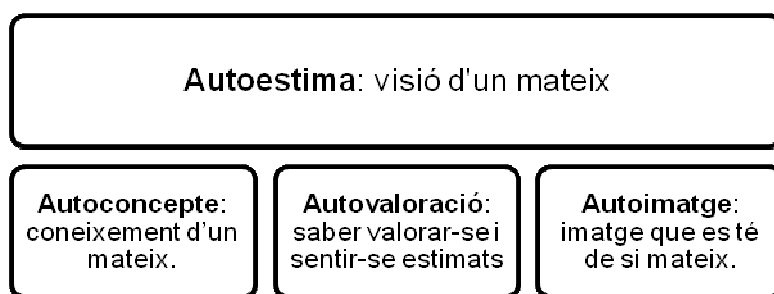 Autoestima: visió d'un mateix
Autoconcepte:
coneixement d'un
mateix.
Autovaloració:
saber valorar-se i
sentir-se estimats
Autoimatge:
imatge que es té
de si mateix.